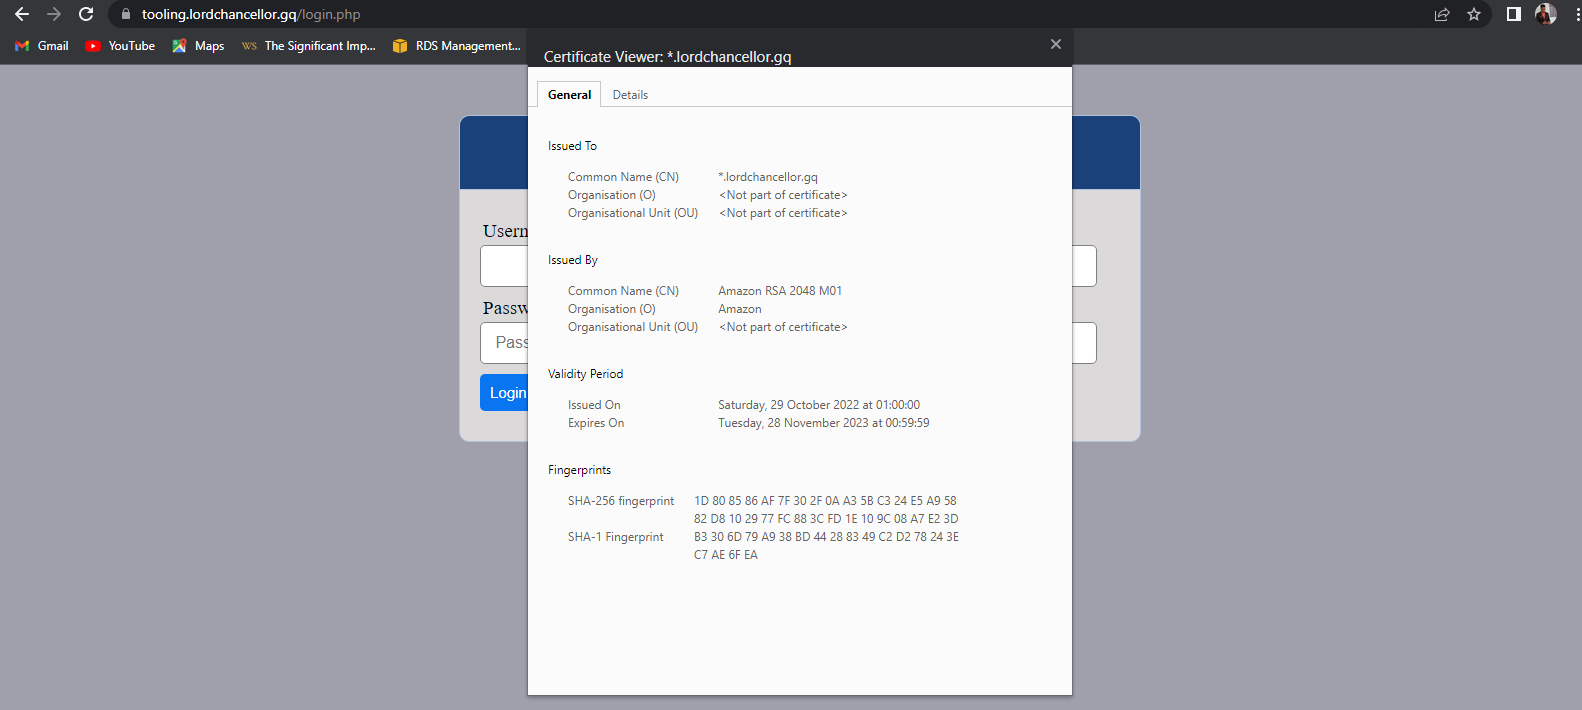 tooling.lordchancellor.gq/login.php
Gmail YouTube Maps WS The Significant Imp... RDS Management...
Certificate Viewer: *.lordchancellor.gq
General Details
Issued To
Common Name (CN) *.lordchancellor.gq
Organisation (O) <Not part of certificate>
Organisational Unit (OU) <Not part of certificate>
Usern
Issued By
Common Name (CN) Amazon RSA 2048 M01
Organisation (O) Amazon
Organisational Unit (OU) <Not part of certificate>
Passw
Pass
Validity Period
Issued On Saturday, 29 October 2022 at 01:00:00
Expires On Tuesday, 28 November 2023 at 00:59:59
Login
Fingerprints
SHA-256 fingerprint 1D 80 85 86 AF 7F 30 2F 0A A3 5B C3 24 E5 A9 58
82 D8 10 29 77 FC 88 3C FD 1E 10 9C 08 A7 E2 3D
SHA-1 Fingerprint B3 30 6D 79 A9 38 BD 44 28 83 49 C2 D2 78 24 3E
C7 AE 6F EA